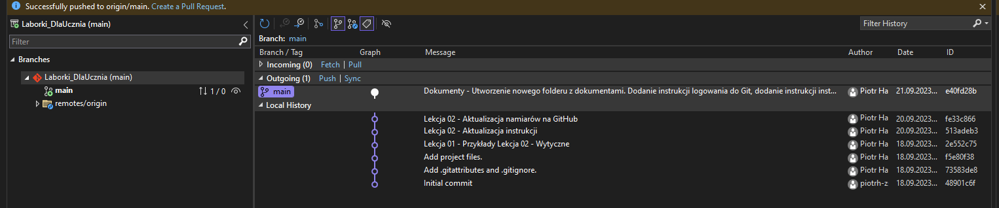 Successfully pushed to origin/main. Create a Pull Request.
Laborki_DlaUcznia (main)
Filter
Branches
Laborki_DlaUcznia (main)
main 1 / 0
remotes/origin
Filter History
Branch: main
Branch / Tag Graph Message Author Date ID
Incoming (0) Fetch | Pull
Outgoing (1) Push | Sync
main Dokumenty - Utworzenie nowego folderu z dokumentami. Dodanie instrukcji logowania do Git, dodanie instrukcji inst... Piotr Ha 21.09.2023... e40fd28b
Local History
Lekcja 02 - Aktualizacja namiarów na GitHub Piotr Ha 20.09.2023... fe33c866
Lekcja 02 - Aktualizacja instrukcji Piotr Ha 20.09.2023... 513adeb3
Lekcja 01 - Przykłady Lekcja 02 - Wytyczne Piotr Ha 18.09.2023... 2e552c75
Add project files. Piotr Ha 18.09.2023... f5e80f38
Add .gitattributes and .gitignore. Piotr Ha 18.09.2023... 73583de8
Initial commit piotrh-z 18.09.2023... 48901c6f